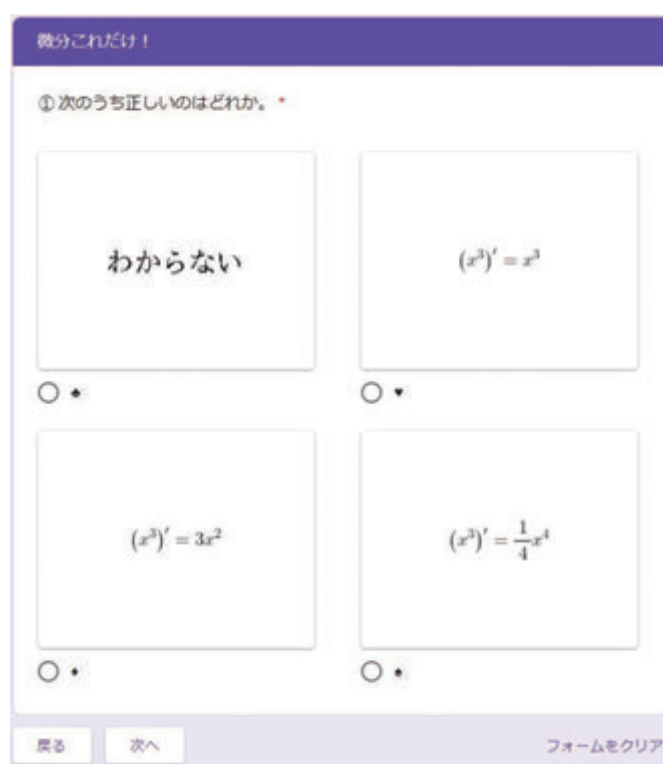 微分これだけ！
① 次のうち正しいのはどれか。 *
わからない
(x³)′ = x³
♣
♥
(x³)′ = 3x²
(x³)′ = 1/4 x⁴
♦
♠
戻る 次へ フォームをクリア